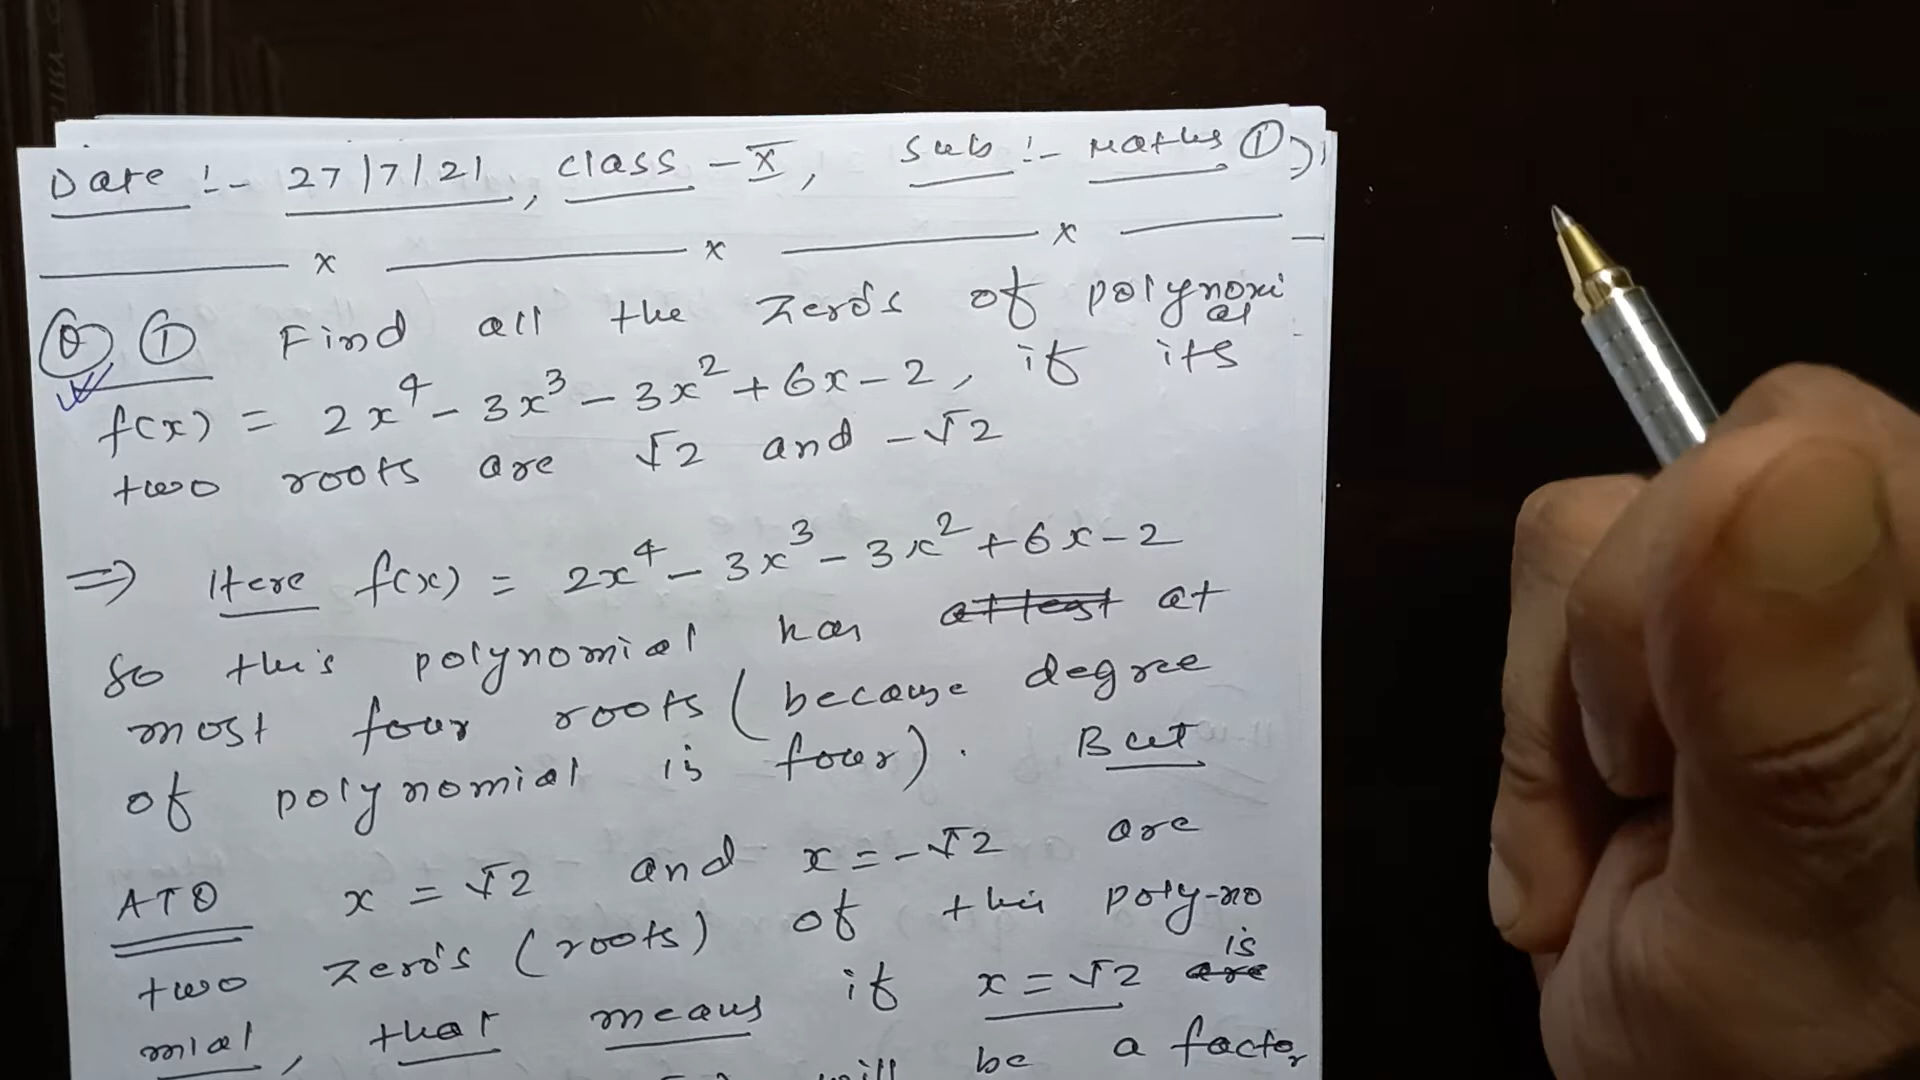 Date :- 27/7/21, class - X, Sub :- Maths ①
x x x
Q ① Find all the zero's of polynomial
f(x) = 2x⁴ - 3x³ - 3x² + 6x - 2, if its
two roots are √2 and -√2
⇒ Here f(x) = 2x⁴ - 3x³ - 3x² + 6x - 2
So this polynomial has at lest at
most four roots (because degree
of polynomial is four). But
ATQ x = √2 and x = -√2 are
two zero's (roots) of this poly-no
mial, that means if x = √2 are is
will be a factor